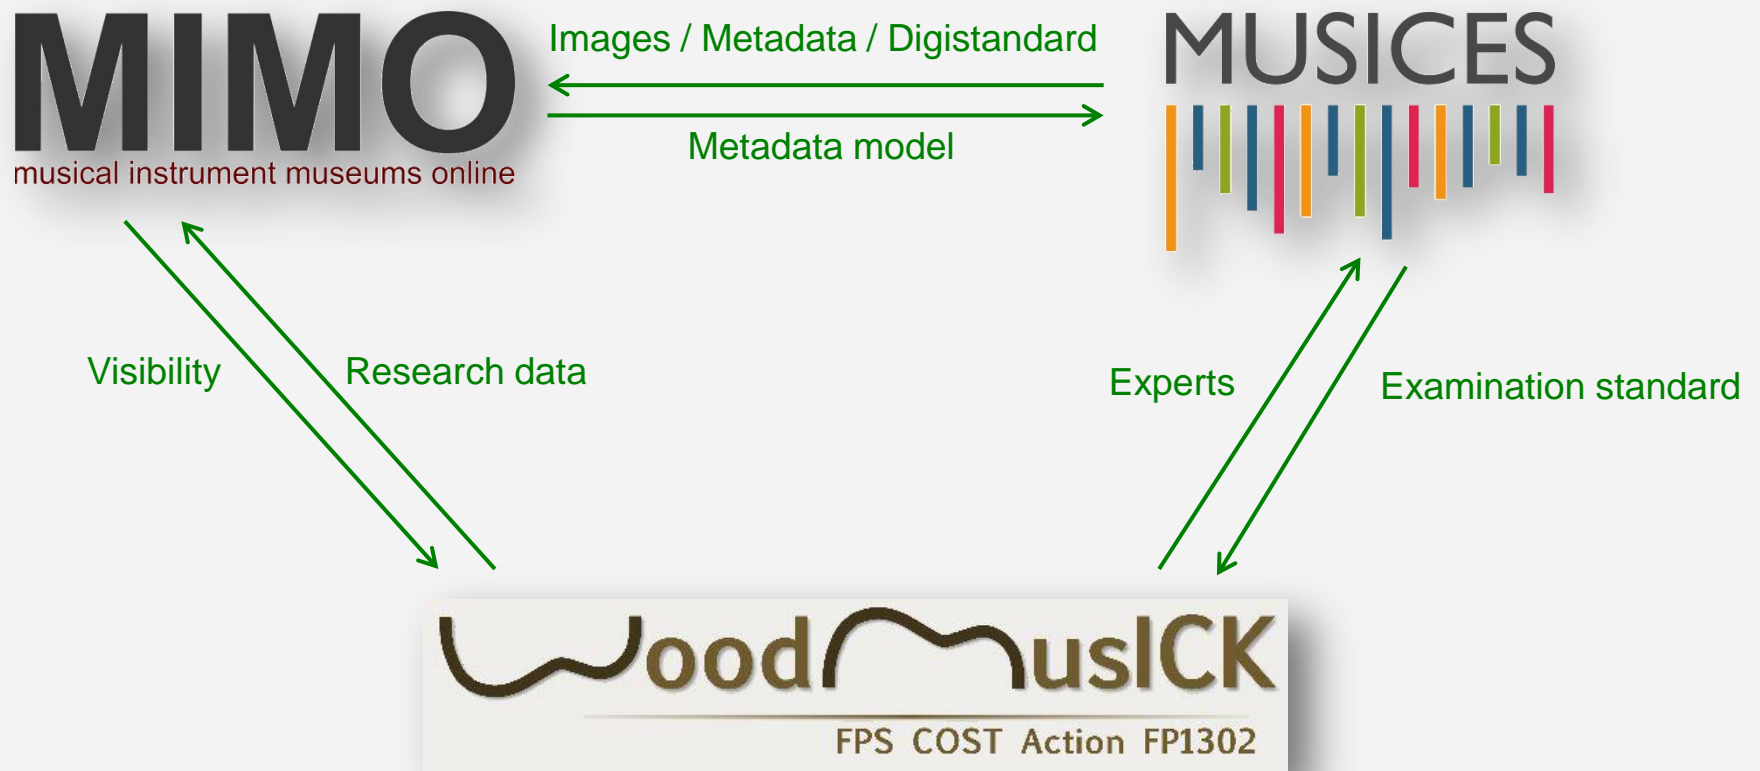 MIMO
musical instrument museums online
Images / Metadata / Digistandard
Metadata model
MUSICES
Visibility
Research data
Experts
Examination standard
WoodMusICK
FPS COST Action FP1302